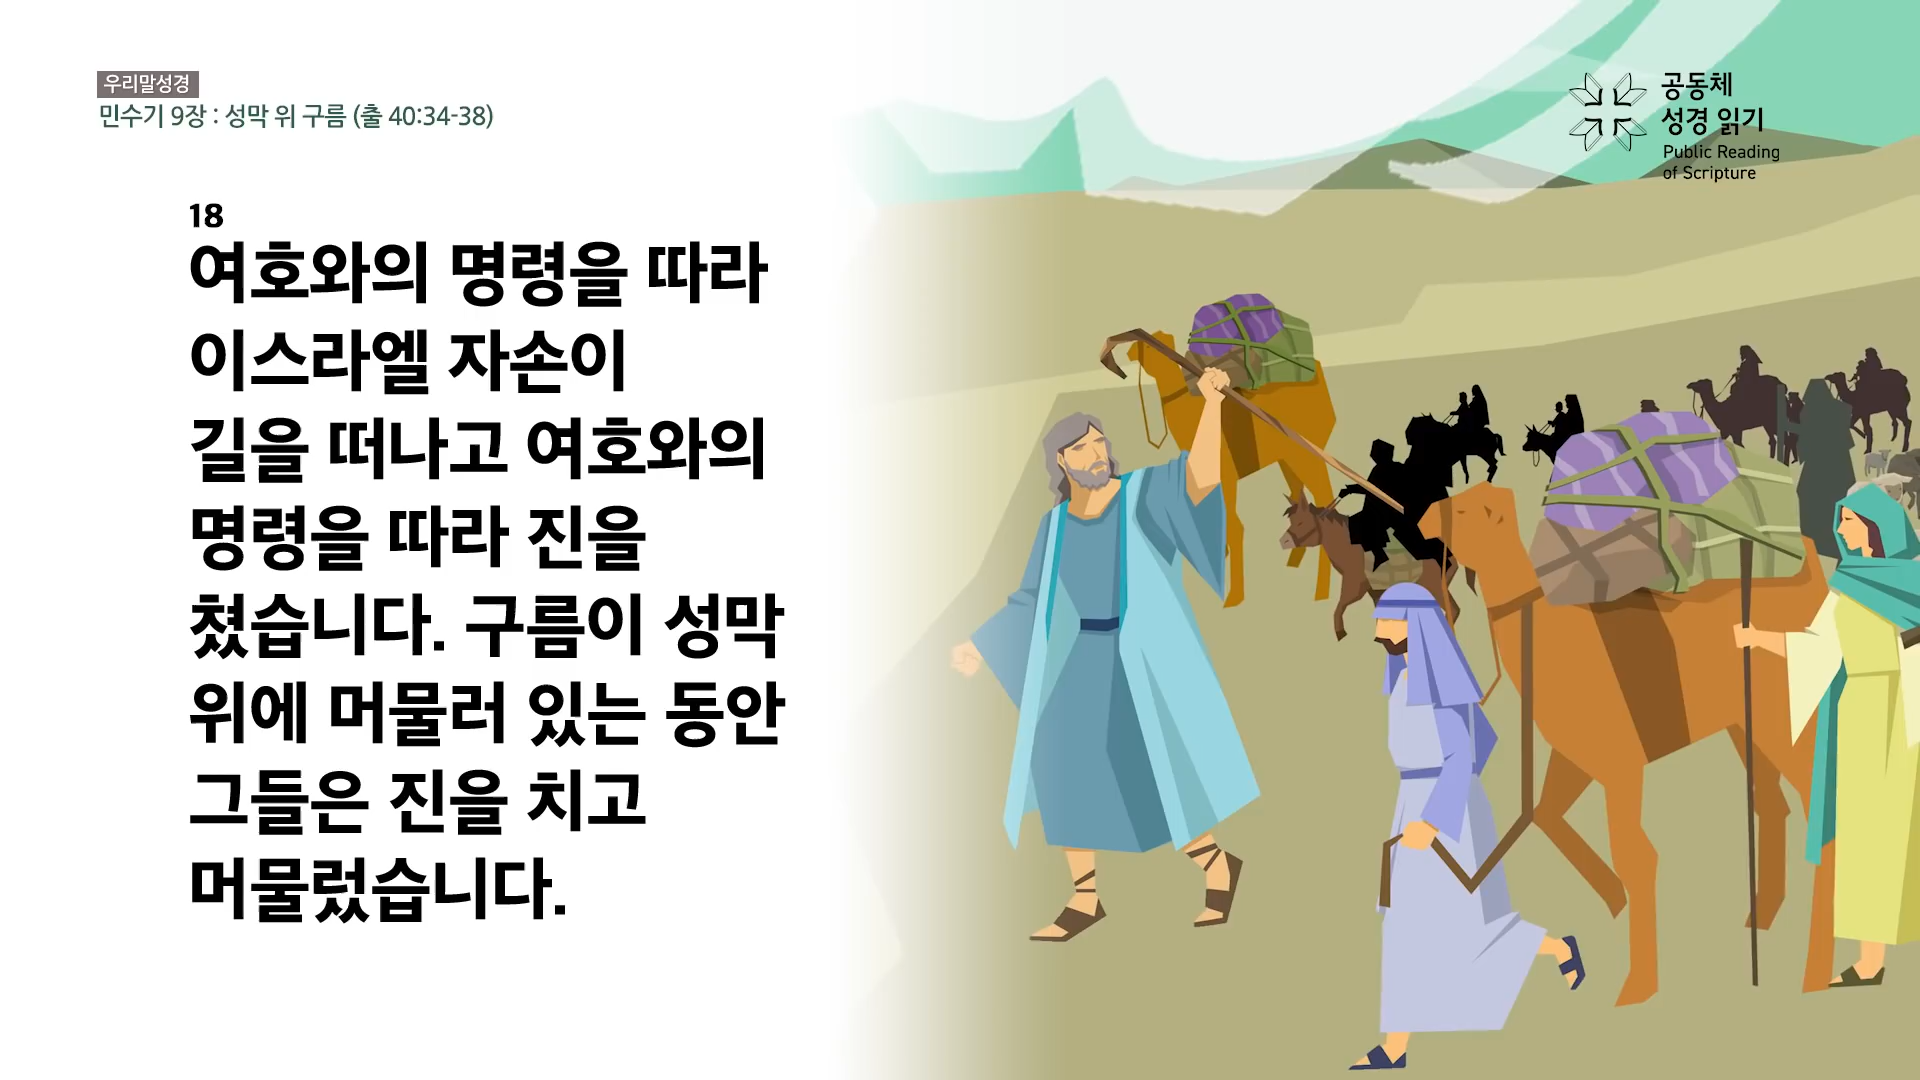 우리말성경
민수기 9장 : 성막 위 구름 (출 40:34-38)
공동체
성경 읽기
Public Reading
of Scripture
18
여호와의 명령을 따라
이스라엘 자손이
길을 떠나고 여호와의
명령을 따라 진을
쳤습니다. 구름이 성막
위에 머물러 있는 동안
그들은 진을 치고
머물렀습니다.